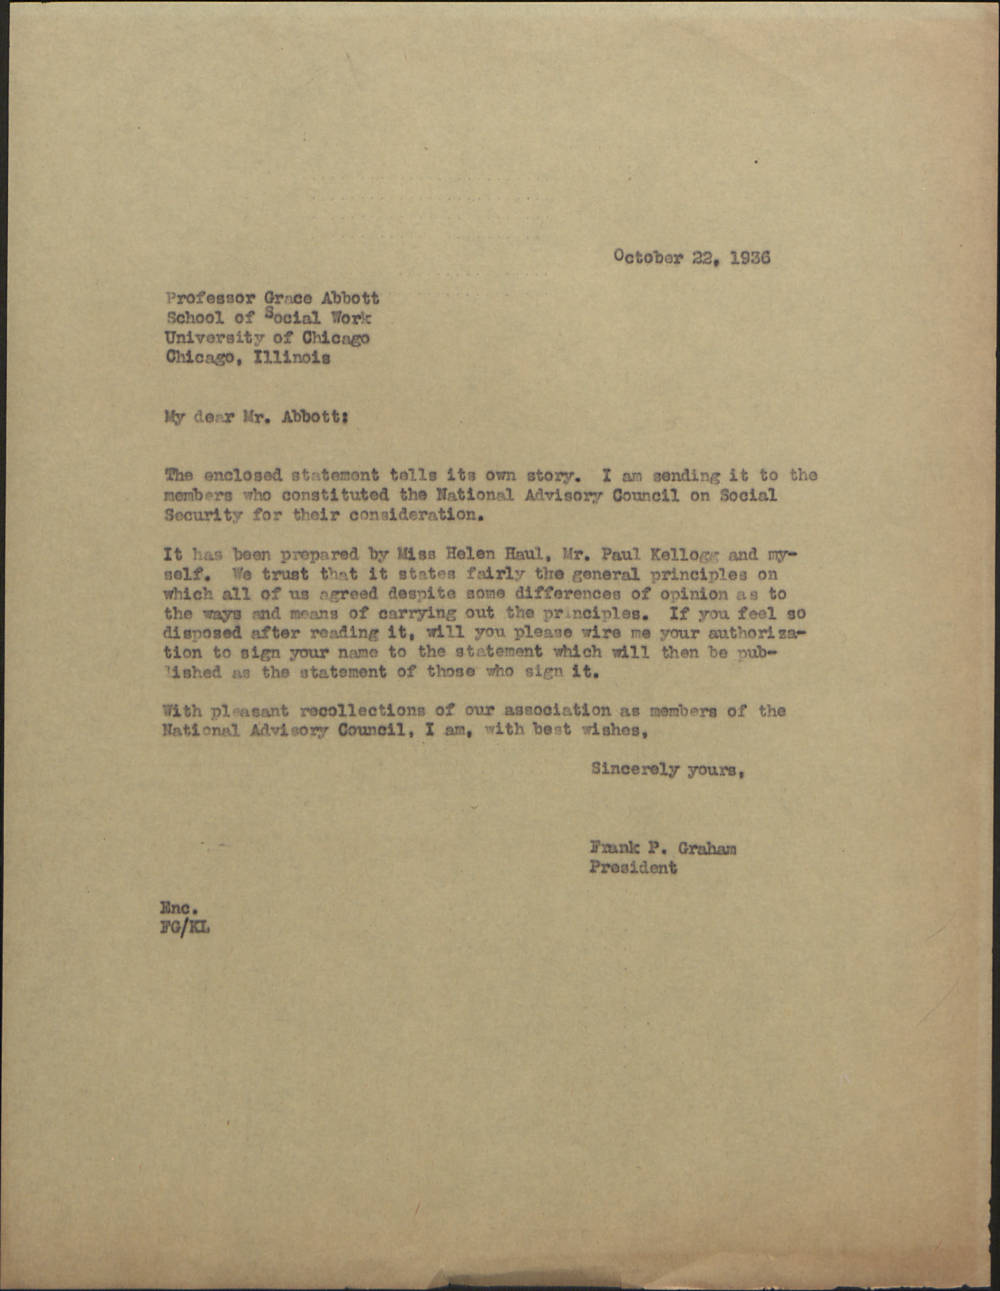 October 22, 1936
Professor Grace Abbott
School of Social Work
University of Chicago
Chicago, Illinois
My dear Mr. Abbott:
The enclosed statement tells its own story. I am sending it to the
members who constituted the National Advisory Council on Social
Security for their consideration.
It has been prepared by Miss Helen Haul, Mr. Paul Kellogg and my-
self. We trust that it states fairly the general principles on
which all of us agreed despite some differences of opinion as to
the ways and means of carrying out the principles. If you feel so
disposed after reading it, will you please wire me your authoriza-
tion to sign your name to the statement which will then be pub-
lished as the statement of those who sign it.
With pleasant recollections of our association as members of the
National Advisory Council, I am, with best wishes,
Sincerely yours,
Frank P. Graham
President
Enc.
FG/KL